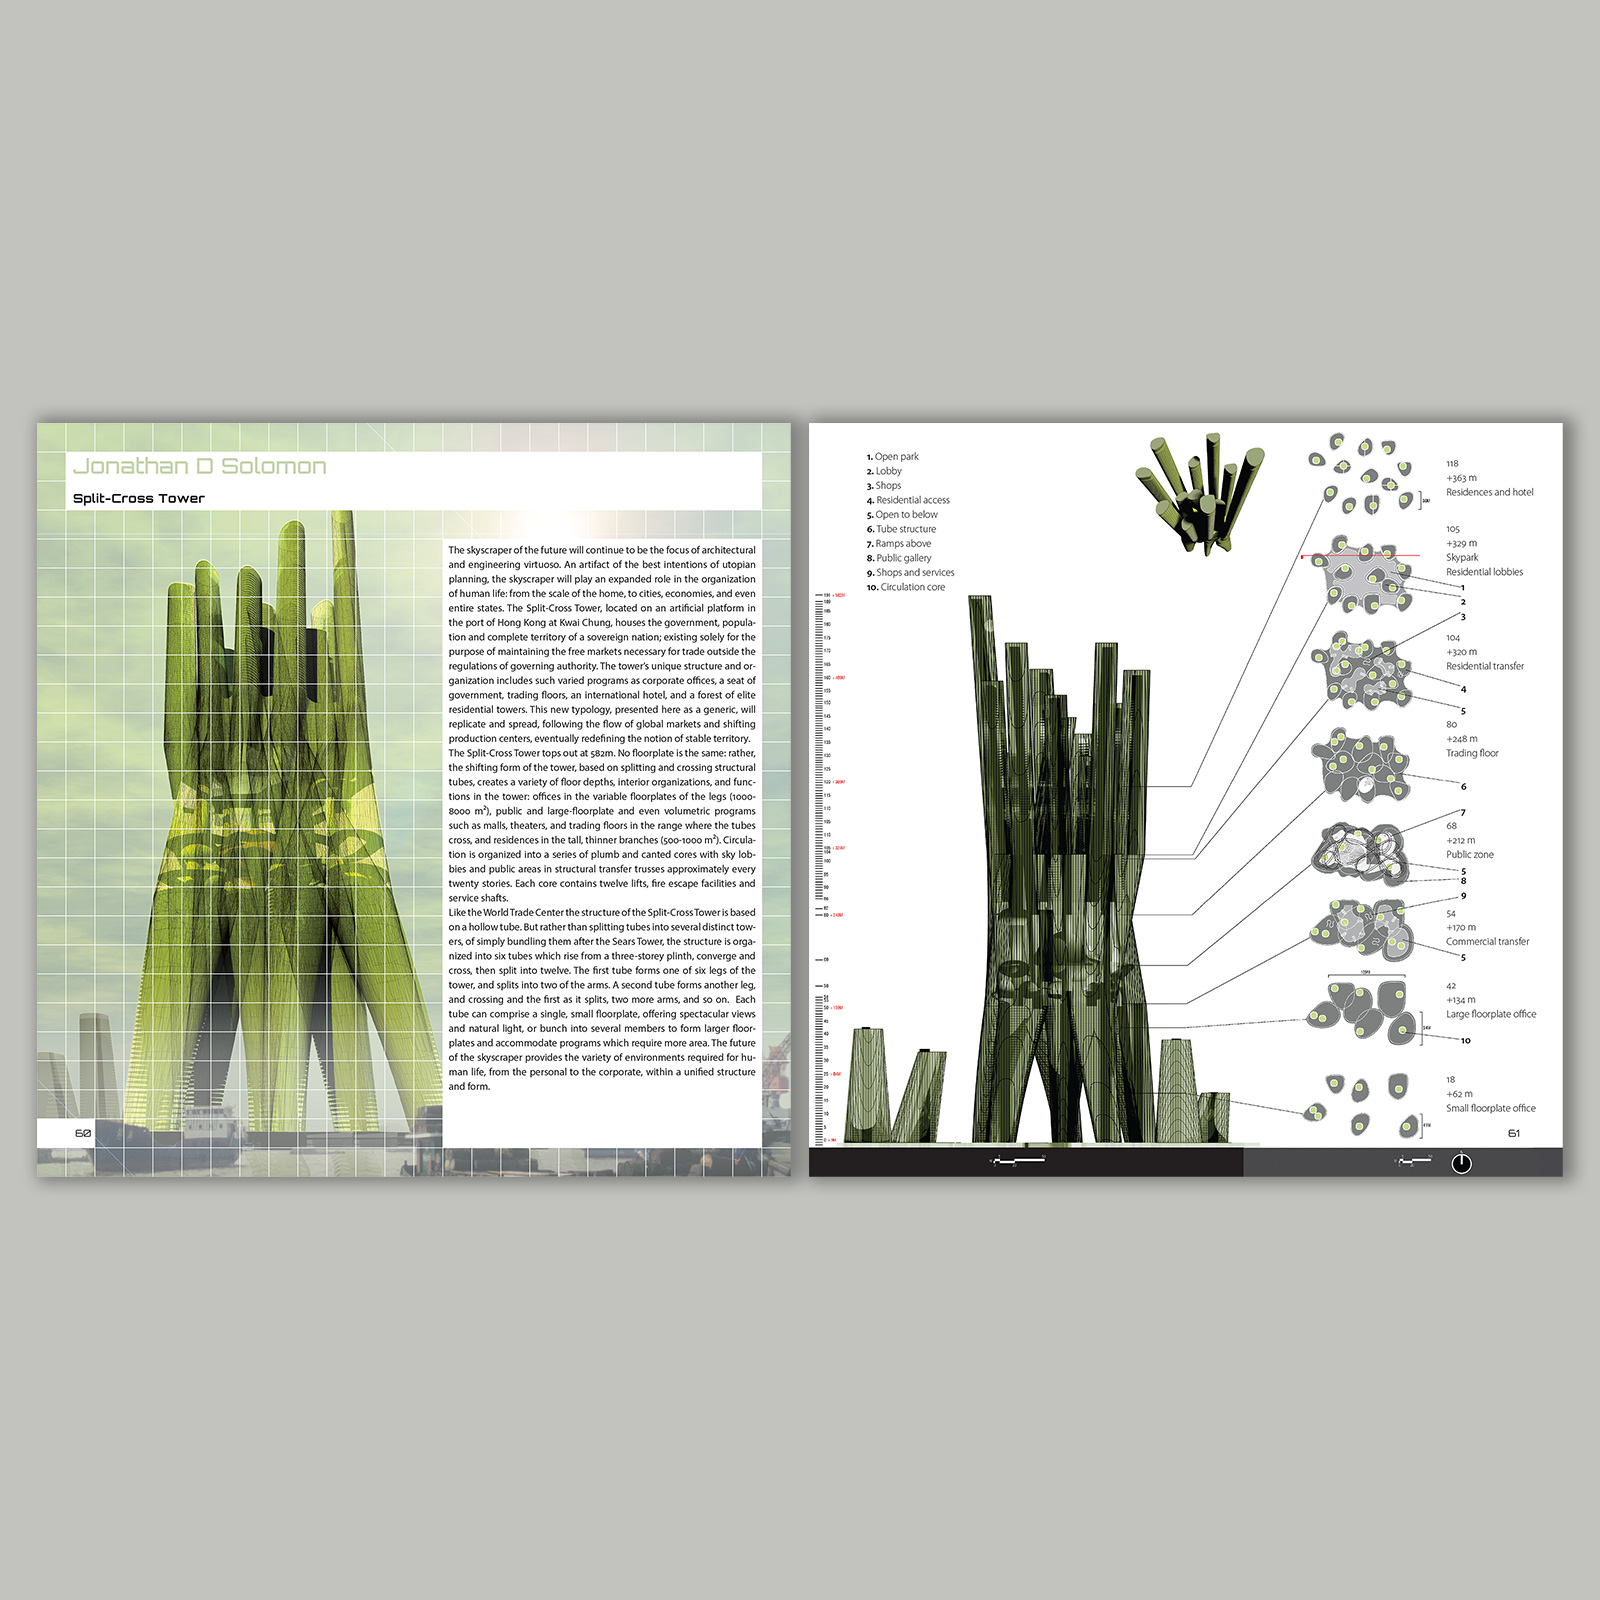 Jonathan D Solomon
Split-Cross Tower
The skyscraper of the future will continue to be the focus of architectural
and engineering virtuoso. An artifact of the best intentions of utopian
planning, the skyscraper will play an expanded role in the organization
of human life: from the scale of the home, to cities, economies, and even
entire states. The Split-Cross Tower, located on an artificial platform in
the port of Hong Kong at Kwai Chung, houses the government, popula-
tion and complete territory of a sovereign nation; existing solely for the
purpose of maintaining the free markets necessary for trade outside the
regulations of governing authority. The tower's unique structure and or-
ganization includes such varied programs as corporate offices, a seat of
government, trading floors, an international hotel, and a forest of elite
residential towers. This new typology, presented here as a generic, will
replicate and spread, following the flow of global markets and shifting
production centers, eventually redefining the notion of stable territory.
The Split-Cross Tower tops out at 582m. No floorplate is the same: rather,
the shifting form of the tower, based on splitting and crossing structural
tubes, creates a variety of floor depths, interior organizations, and func-
tions in the tower: offices in the variable floorplates of the legs (1000-
8000 m²), public and large-floorplate and even volumetric programs
such as malls, theaters, and trading floors in the range where the tubes
cross, and residences in the tall, thinner branches (500-1000 m²). Circula-
tion is organized into a series of plumb and canted cores with sky lob-
bies and public areas in structural transfer trusses approximately every
twenty stories. Each core contains twelve lifts, fire escape facilities and
service shafts.
Like the World Trade Center the structure of the Split-Cross Tower is based
on a hollow tube. But rather than splitting tubes into several distinct tow-
ers, of simply bundling them after the Sears Tower, the structure is orga-
nized into six tubes which rise from a three-storey plinth, converge and
cross, then split into twelve. The first tube forms one of six legs of the
tower, and splits into two of the arms. A second tube forms another leg,
and crossing and the first as it splits, two more arms, and so on. Each
tube can comprise a single, small floorplate, offering spectacular views
and natural light, or bunch into several members to form larger floor-
plates and accommodate programs which require more area. The future
of the skyscraper provides the variety of environments required for hu-
man life, from the personal to the corporate, within a unified structure
and form.
60
1. Open park
2. Lobby
3. Shops
4. Residential access
5. Open to below
6. Tube structure
7. Ramps above
8. Public gallery
9. Shops and services
10. Circulation core
118
+363 m
Residences and hotel
105
+329 m
Skypark
Residential lobbies
1
2
3
104
+320 m
Residential transfer
4
5
80
+248 m
Trading floor
6
7
68
+212 m
Public zone
5
8
9
54
+170 m
Commercial transfer
5
42
+134 m
Large floorplate office
10
18
+62 m
Small floorplate office
61